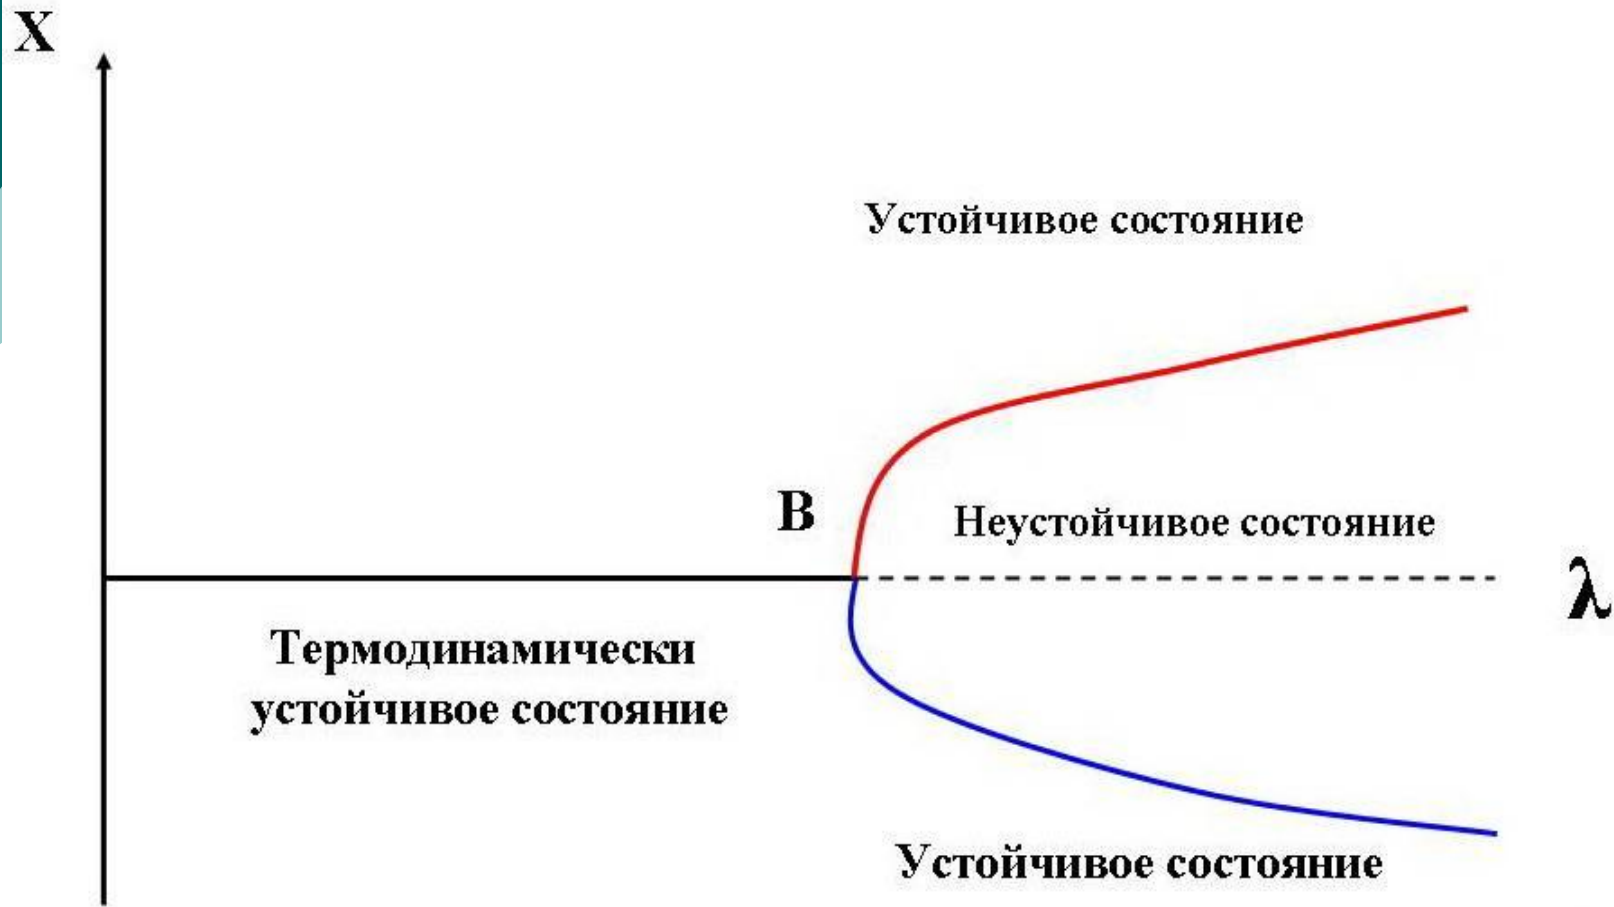 X
Устойчивое состояние
В
Неустойчивое состояние
λ
Термодинамически
устойчивое состояние
Устойчивое состояние